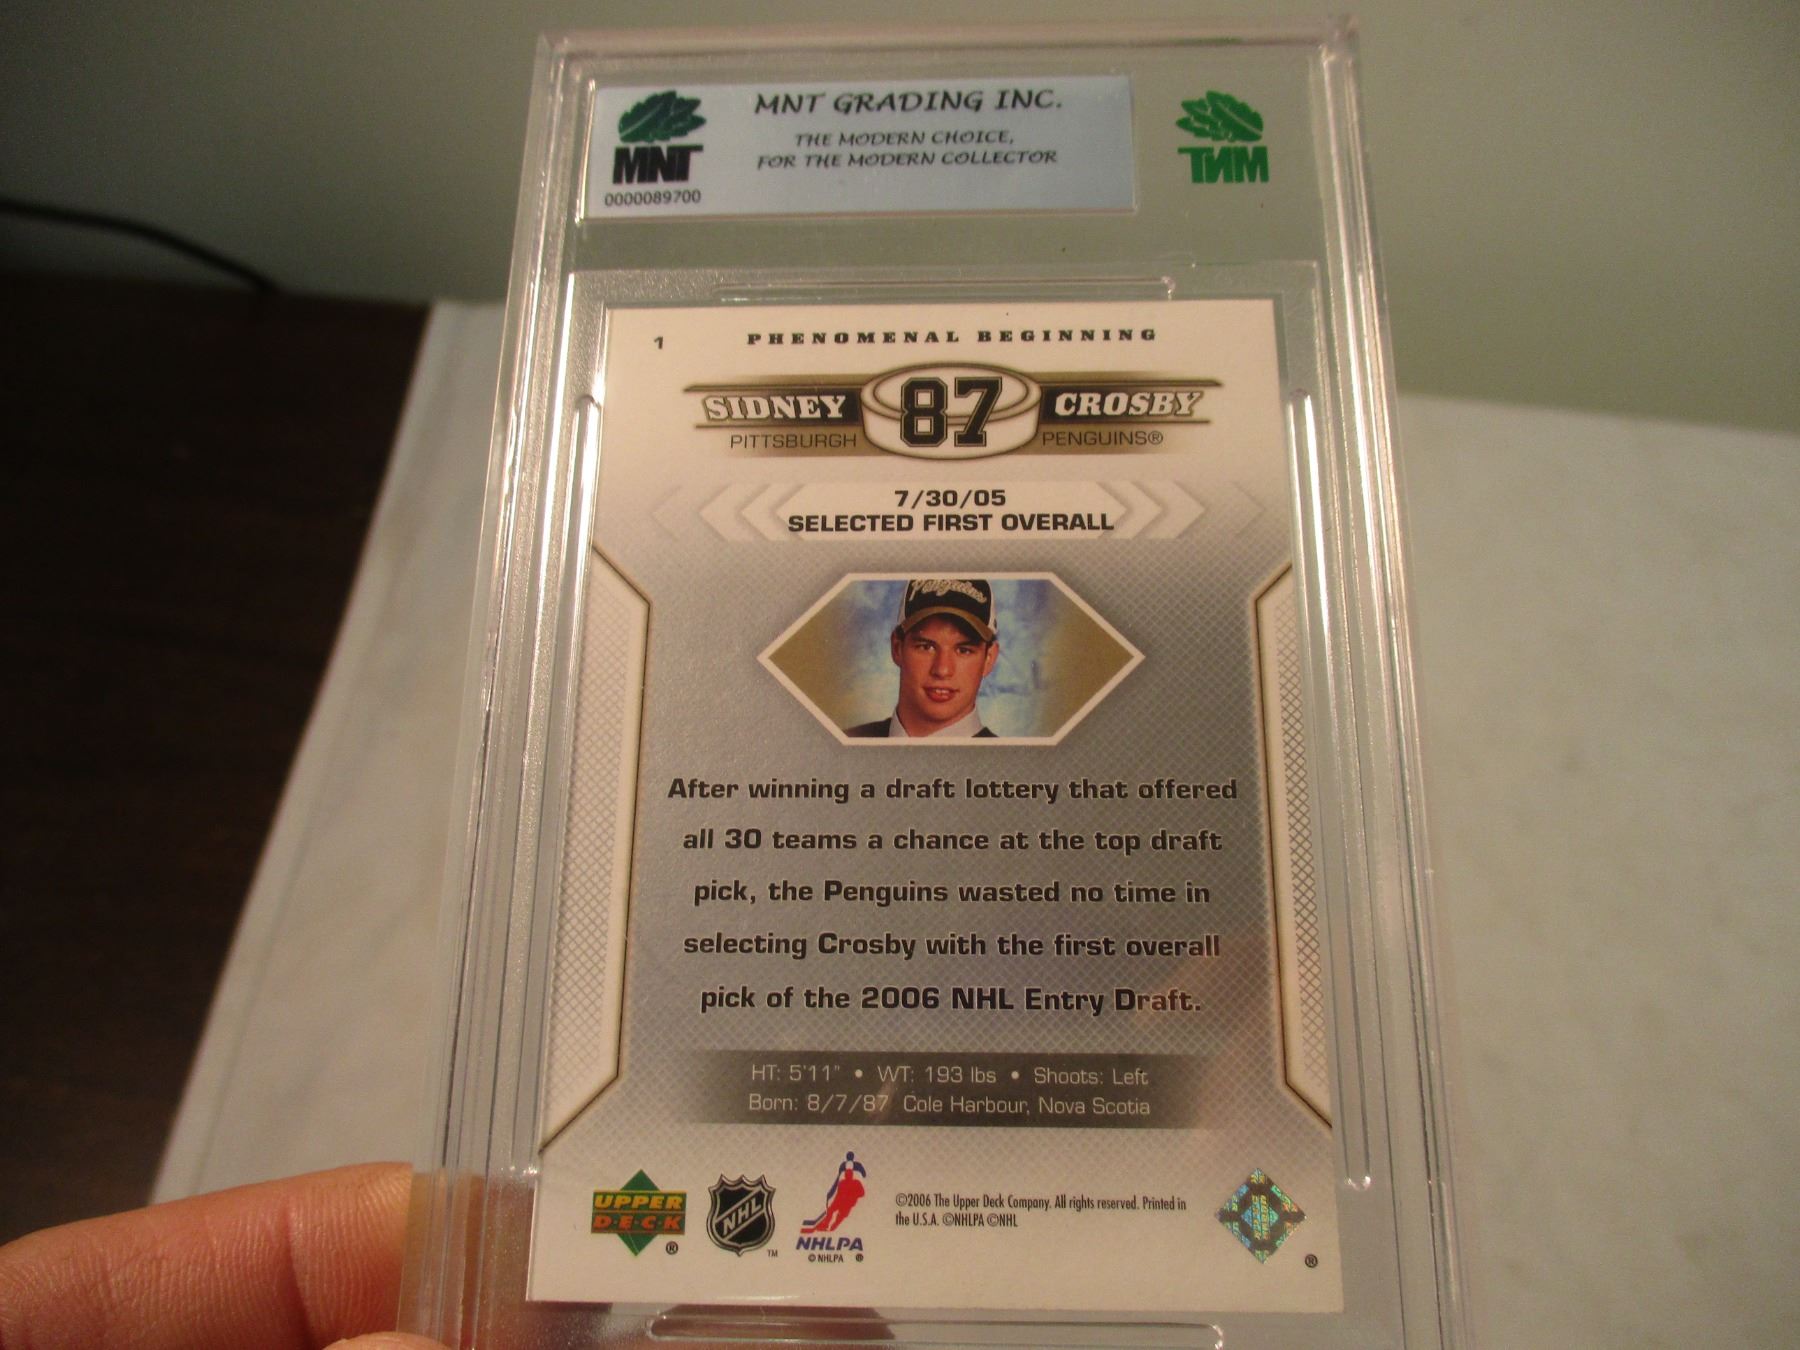 MNT GRADING INC.
THE MODERN CHOICE,
FOR THE MODERN COLLECTOR
MNT
0000089700
MNT
1 PHENOMENAL BEGINNING
SIDNEY 87 CROSBY
PITTSBURGH PENGUINS®
7/30/05
SELECTED FIRST OVERALL
Penguins
After winning a draft lottery that offered
all 30 teams a chance at the top draft
pick, the Penguins wasted no time in
selecting Crosby with the first overall
pick of the 2006 NHL Entry Draft.
HT: 5'11" • WT: 193 lbs • Shoots: Left
Born: 8/7/87 Cole Harbour, Nova Scotia
UPPER
D•E•C•K
®
NHL
TM
NHLPA
© NHLPA ®
©2006 The Upper Deck Company. All rights reserved. Printed in
the U.S.A. ©NHLPA ©NHL
®